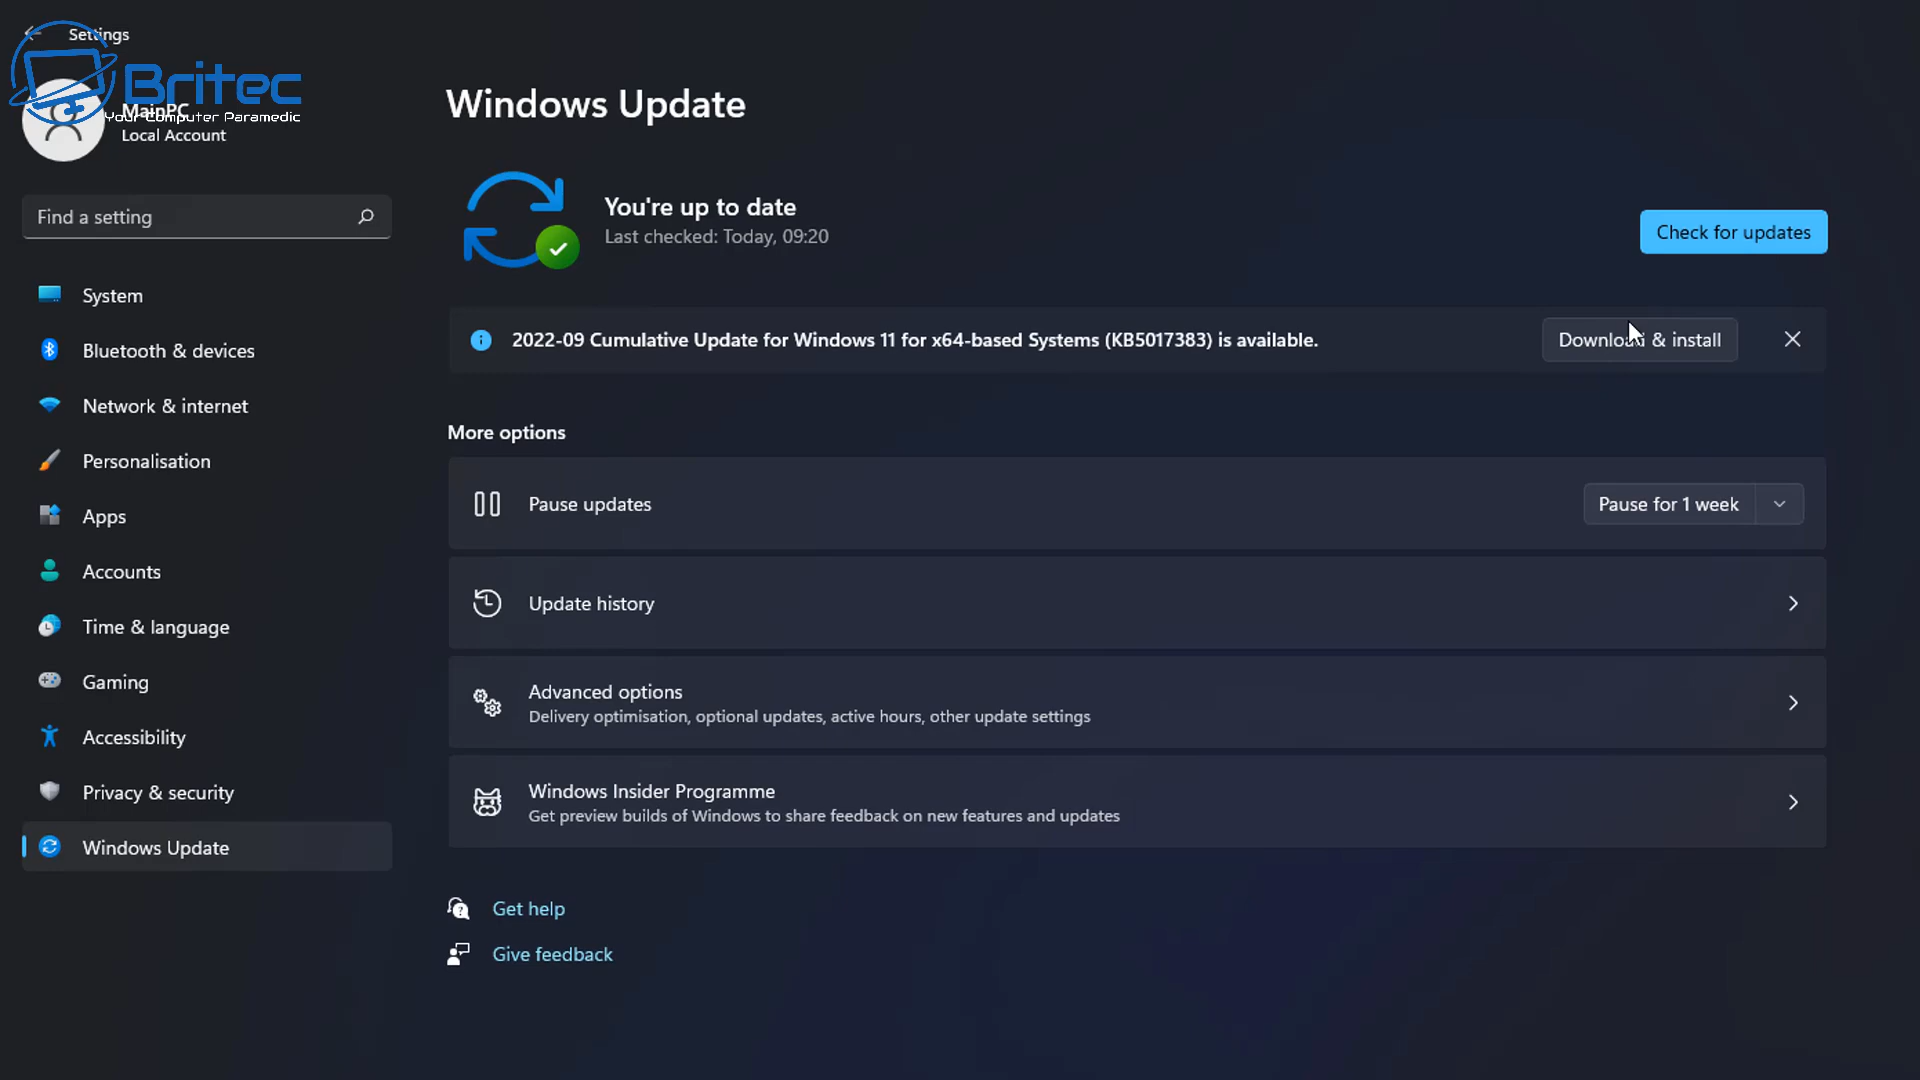 Settings
Britec
Your Computer Paramedic
MainPC
Local Account
Find a setting
System
Bluetooth & devices
Network & internet
Personalisation
Apps
Accounts
Time & language
Gaming
Accessibility
Privacy & security
Windows Update
Windows Update
You're up to date
Last checked: Today, 09:20
Check for updates
2022-09 Cumulative Update for Windows 11 for x64-based Systems (KB5017383) is available.
Download & install
More options
Pause updates
Pause for 1 week
Update history
Advanced options
Delivery optimisation, optional updates, active hours, other update settings
Windows Insider Programme
Get preview builds of Windows to share feedback on new features and updates
Get help
Give feedback